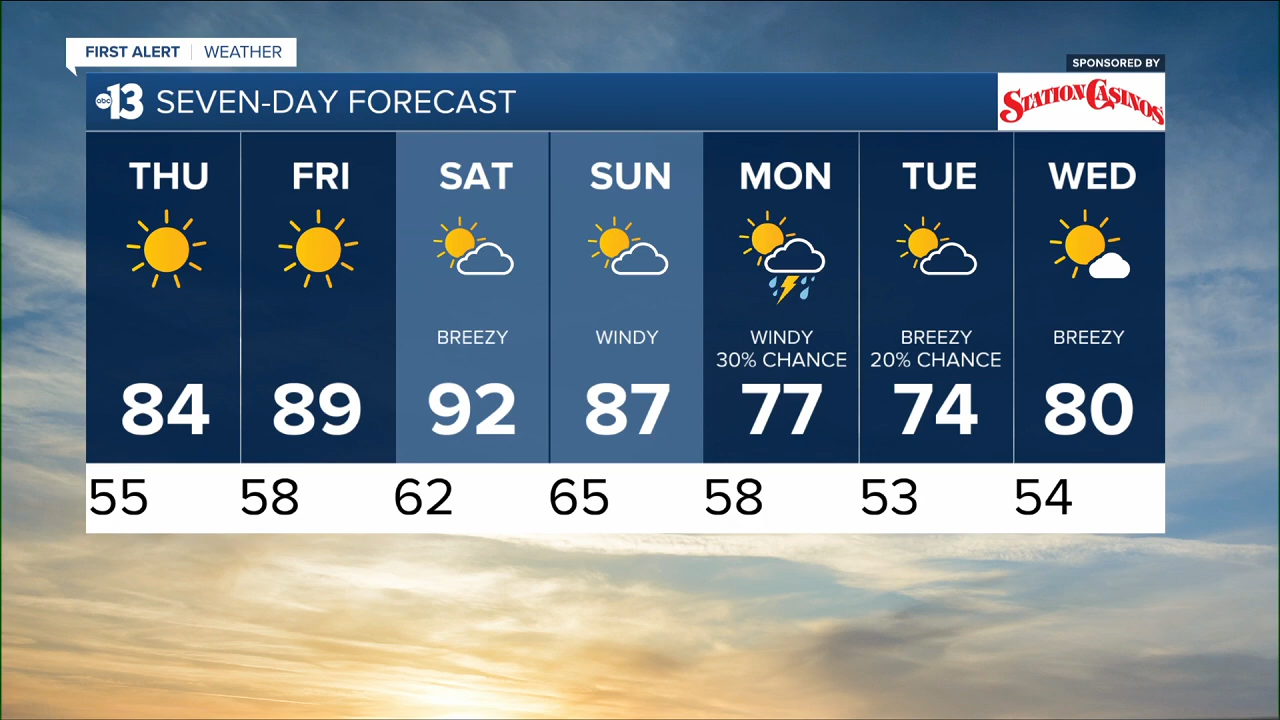 FIRST ALERT | WEATHER
SPONSORED BY
abc 13 SEVEN-DAY FORECAST
STATION CASINOS
THU FRI SAT SUN MON TUE WED
BREEZY WINDY WINDY BREEZY BREEZY
30% CHANCE 20% CHANCE
84 89 92 87 77 74 80
55 58 62 65 58 53 54